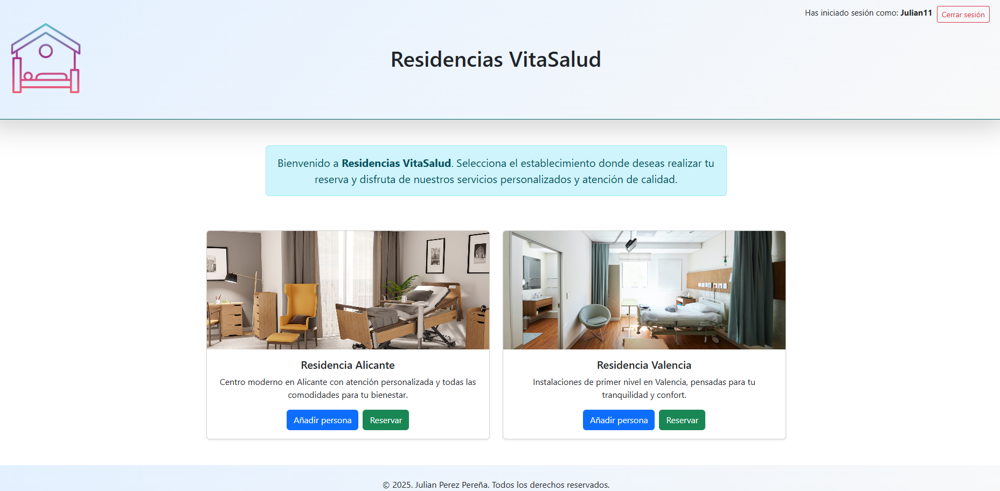 Has iniciado sesión como: Julian11 Cerrar sesión
Residencias VitaSalud
Bienvenido a Residencias VitaSalud. Selecciona el establecimiento donde deseas realizar tu
reserva y disfruta de nuestros servicios personalizados y atención de calidad.
Residencia Alicante
Centro moderno en Alicante con atención personalizada y todas las
comodidades para tu bienestar.
Añadir persona Reservar
Residencia Valencia
Instalaciones de primer nivel en Valencia, pensadas para tu
tranquilidad y confort.
Añadir persona Reservar
© 2025. Julian Perez Pereña. Todos los derechos reservados.